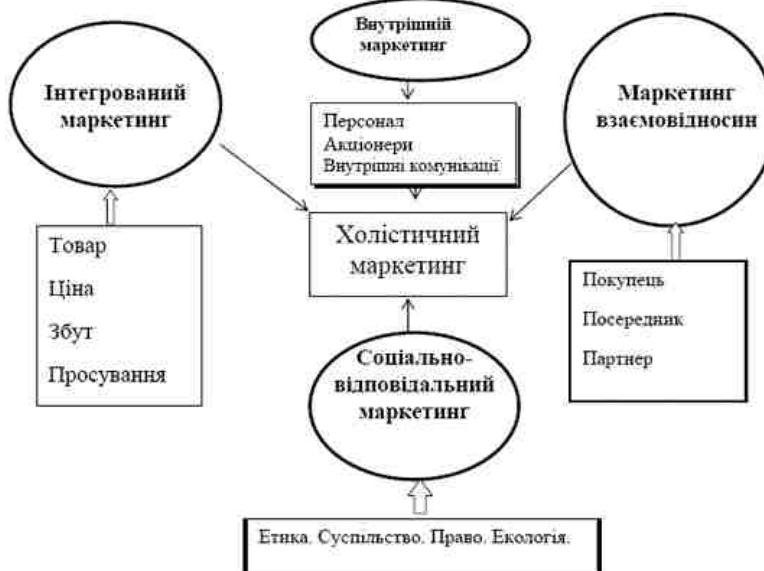 Внутрішній
маркетинг
Інтегрований
маркетинг
Маркетинг
взаємовідносин
Персонал
Акціонери
Внутрішні комунікації
Холістичний
маркетинг
Товар
Ціна
Збут
Просування
Покупець
Посередник
Партнер
Соціально-
відповідальний
маркетинг
Етика. Суспільство. Право. Екологія.